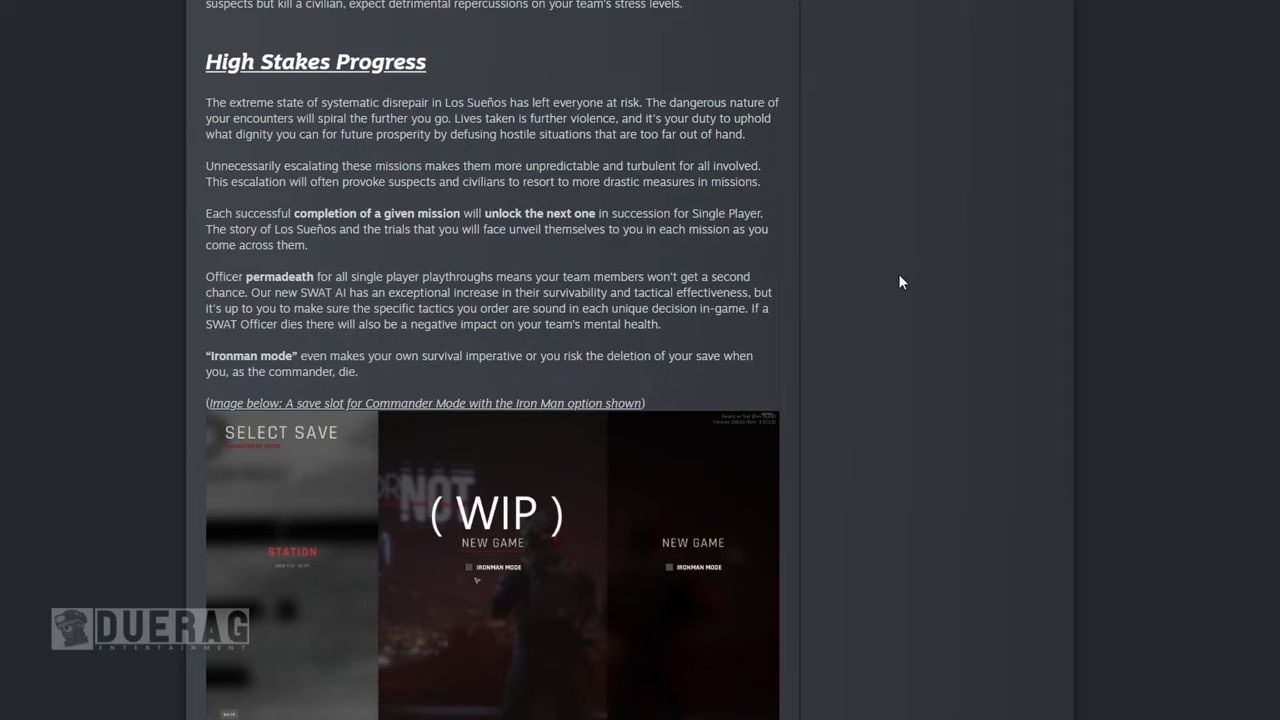 suspects but kill a civilian, expect detrimental repercussions on your team's stress levels.
High Stakes Progress
The extreme state of systematic disrepair in Los Sueños has left everyone at risk. The dangerous nature of
your encounters will spiral the further you go. Lives taken is further violence, and it's your duty to uphold
what dignity you can for future prosperity by defusing hostile situations that are too far out of hand.
Unnecessarily escalating these missions makes them more unpredictable and turbulent for all involved.
This escalation will often provoke suspects and civilians to resort to more drastic measures in missions.
Each successful completion of a given mission will unlock the next one in succession for Single Player.
The story of Los Sueños and the trials that you will face unveil themselves to you in each mission as you
come across them.
Officer permadeath for all single player playthroughs means your team members won't get a second
chance. Our new SWAT AI has an exceptional increase in their survivability and tactical effectiveness, but
it's up to you to make sure the specific tactics you order are sound in each unique decision in-game. If a
SWAT Officer dies there will also be a negative impact on your team's mental health.
“Ironman mode” even makes your own survival imperative or you risk the deletion of your save when
you, as the commander, die.
(Image below: A save slot for Commander Mode with the Iron Man option shown)
SELECT SAVE
OR NOT
( WIP )
NEW GAME
NEW GAME
STATION
IRONMAN MODE
IRONMAN MODE
DUERAG
ENTERTAINMENT
BACK